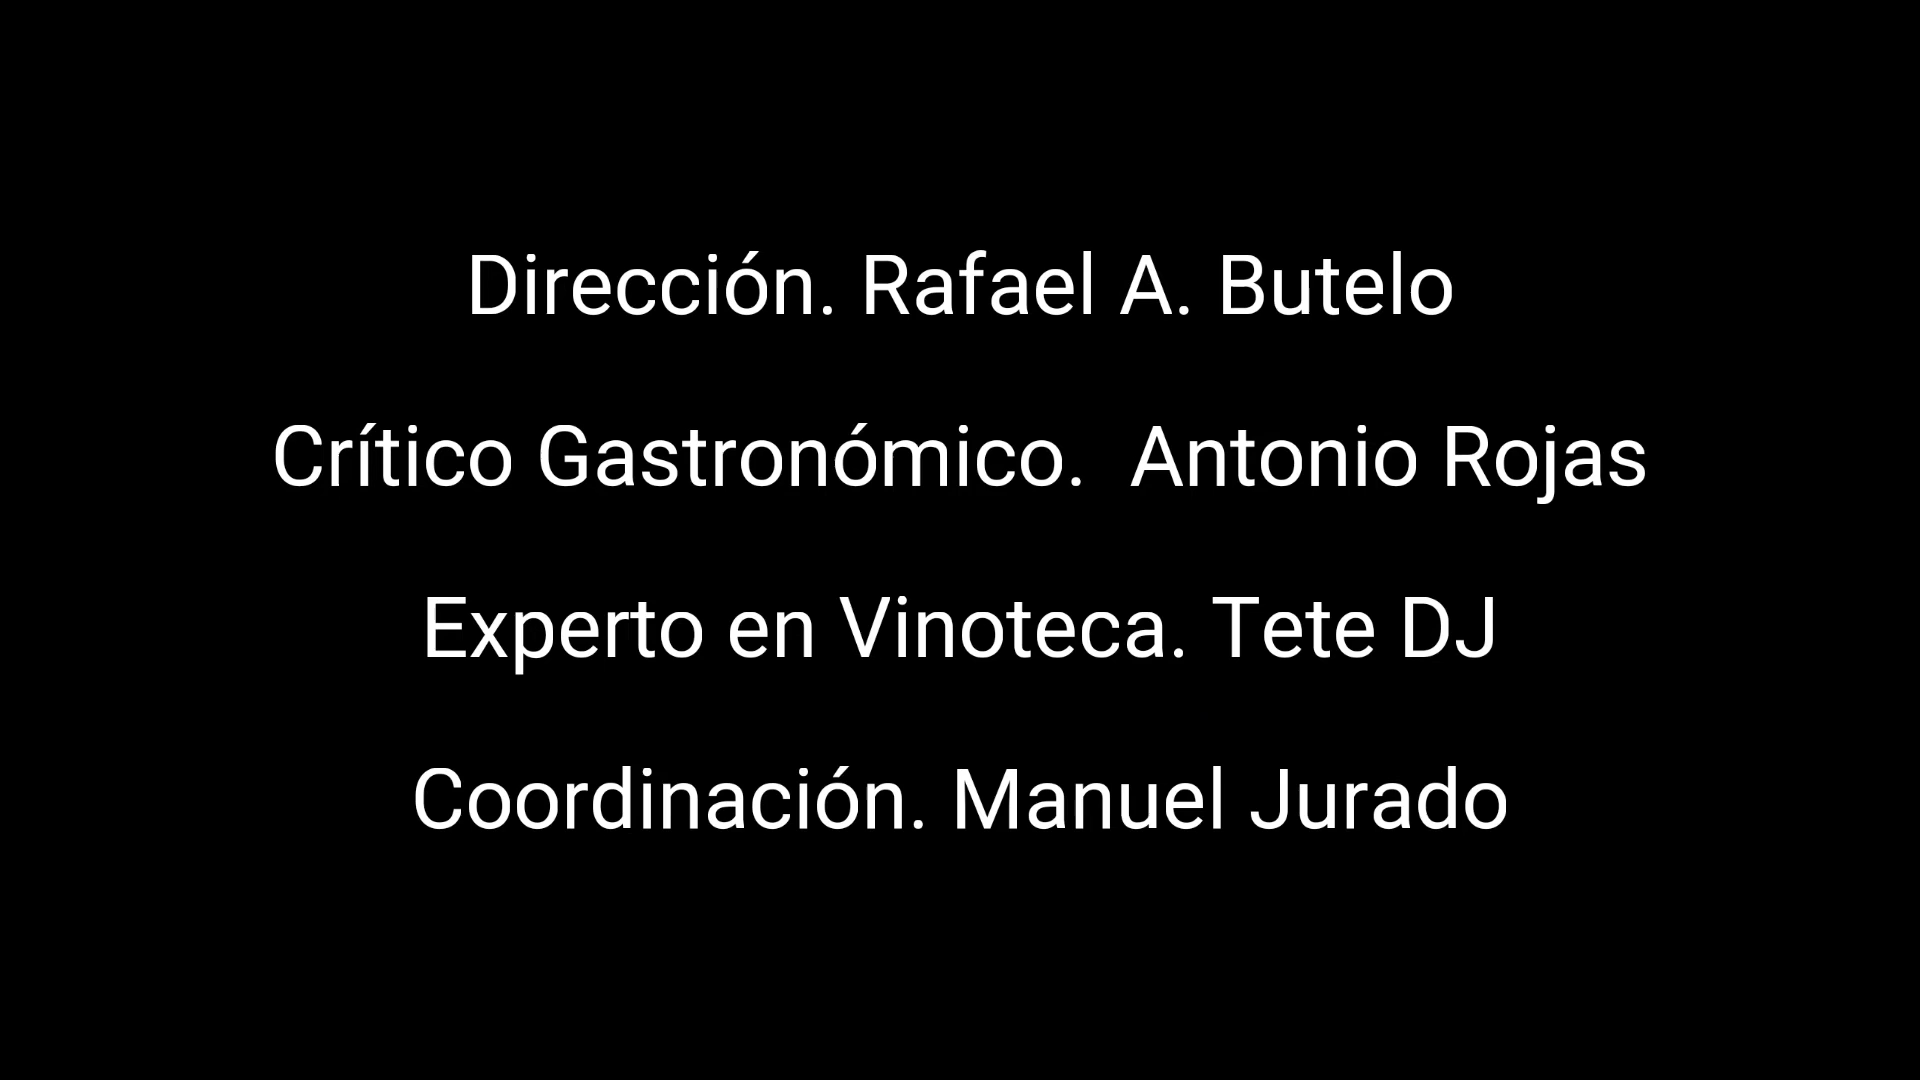 Dirección. Rafael A. Butelo
Crítico Gastronómico.  Antonio Rojas
Experto en Vinoteca. Tete DJ
Coordinación. Manuel Jurado